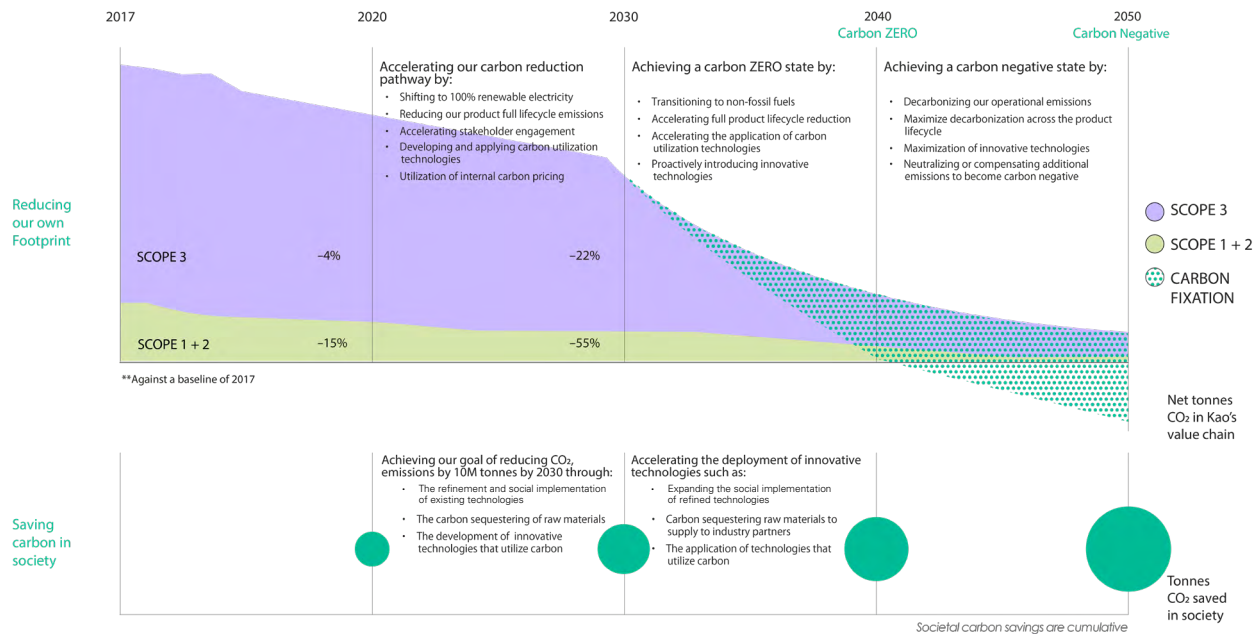 2017
2020
2030
2040
2050
Carbon ZERO
Carbon Negative
Accelerating our carbon reduction
pathway by:
• Shifting to 100% renewable electricity
• Reducing our product full lifecycle emissions
• Accelerating stakeholder engagement
• Developing and applying carbon utilization
technologies
• Utilization of internal carbon pricing
Achieving a carbon ZERO state by:
• Transitioning to non-fossil fuels
• Accelerating full product lifecycle reduction
• Accelerating the application of carbon
utilization technologies
• Proactively introducing innovative
technologies
Achieving a carbon negative state by:
• Decarbonizing our operational emissions
• Maximize decarbonization across the product
lifecycle
• Maximization of innovative technologies
• Neutralizing or compensating additional
emissions to become carbon negative
Reducing
our own
Footprint
SCOPE 3
–4%
–22%
SCOPE 1 + 2
–15%
–55%
SCOPE 3
SCOPE 1 + 2
CARBON
FIXATION
**Against a baseline of 2017
Net tonnes
CO₂ in Kao's
value chain
Saving
carbon in
society
Achieving our goal of reducing CO₂,
emissions by 10M tonnes by 2030 through:
• The refinement and social implementation
of existing technologies
• The carbon sequestering of raw materials
• The development of innovative
technologies that utilize carbon
Accelerating the deployment of innovative
technologies such as:
• Expanding the social implementation
of refined technologies
• Carbon sequestering raw materials to
supply to industry partners
• The application of technologies that
utilize carbon
Tonnes
CO₂ saved
in society
Societal carbon savings are cumulative